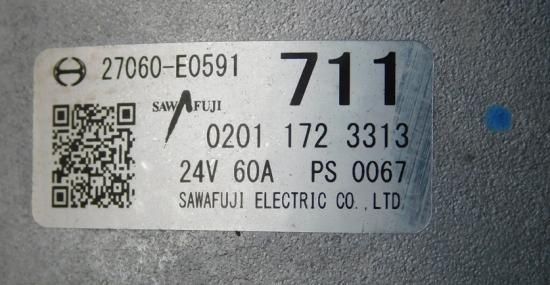 27060-E0591
711
SAWAFUJI
0201 172 3313
24V 60A PS 0067
SAWAFUJI ELECTRIC CO.,LTD.